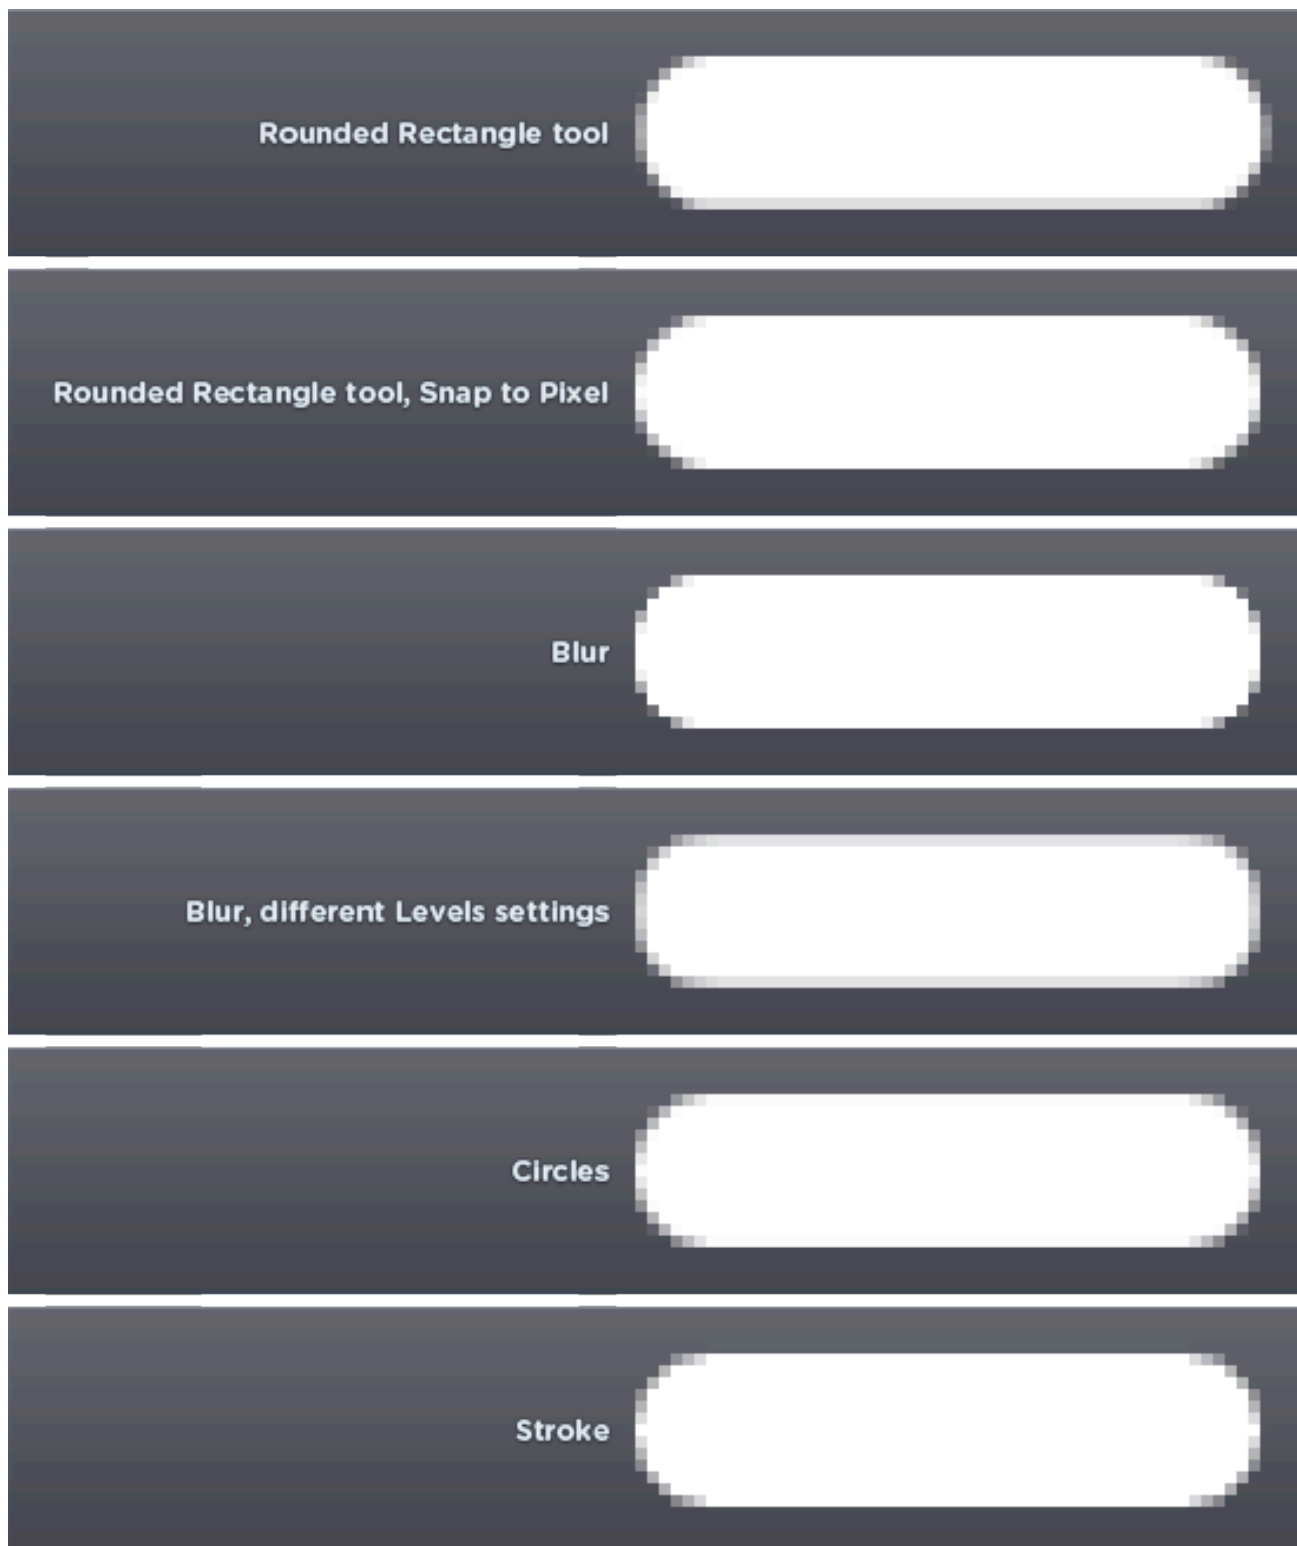 Rounded Rectangle tool
Rounded Rectangle tool, Snap to Pixel
Blur
Blur, different Levels settings
Circles
Stroke